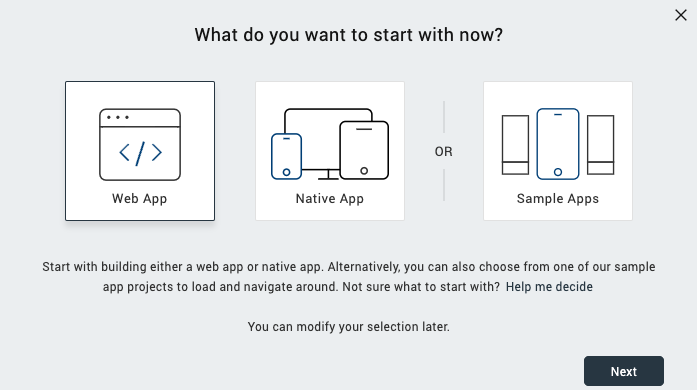 What do you want to start with now?
</>
Web App
Native App
OR
Sample Apps
Start with building either a web app or native app. Alternatively, you can also choose from one of our sample
app projects to load and navigate around. Not sure what to start with? Help me decide
You can modify your selection later.
Next